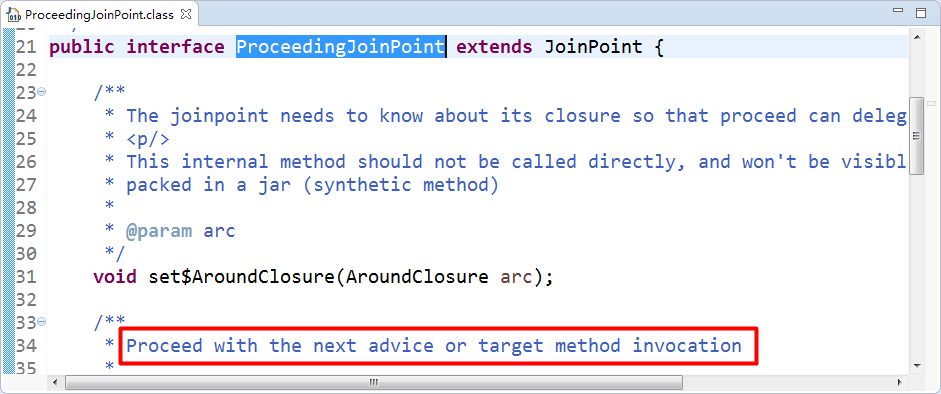 ProceedingJoinPoint.class
21 public interface ProceedingJoinPoint extends JoinPoint {
22
23 /**
24 * The joinpoint needs to know about its closure so that proceed can deleg
25 * <p/>
26 * This internal method should not be called directly, and won't be visibl
27 * packed in a jar (synthetic method)
28 *
29 * @param arc
30 */
31 void set$AroundClosure(AroundClosure arc);
32
33 /**
34 * Proceed with the next advice or target method invocation
35 *